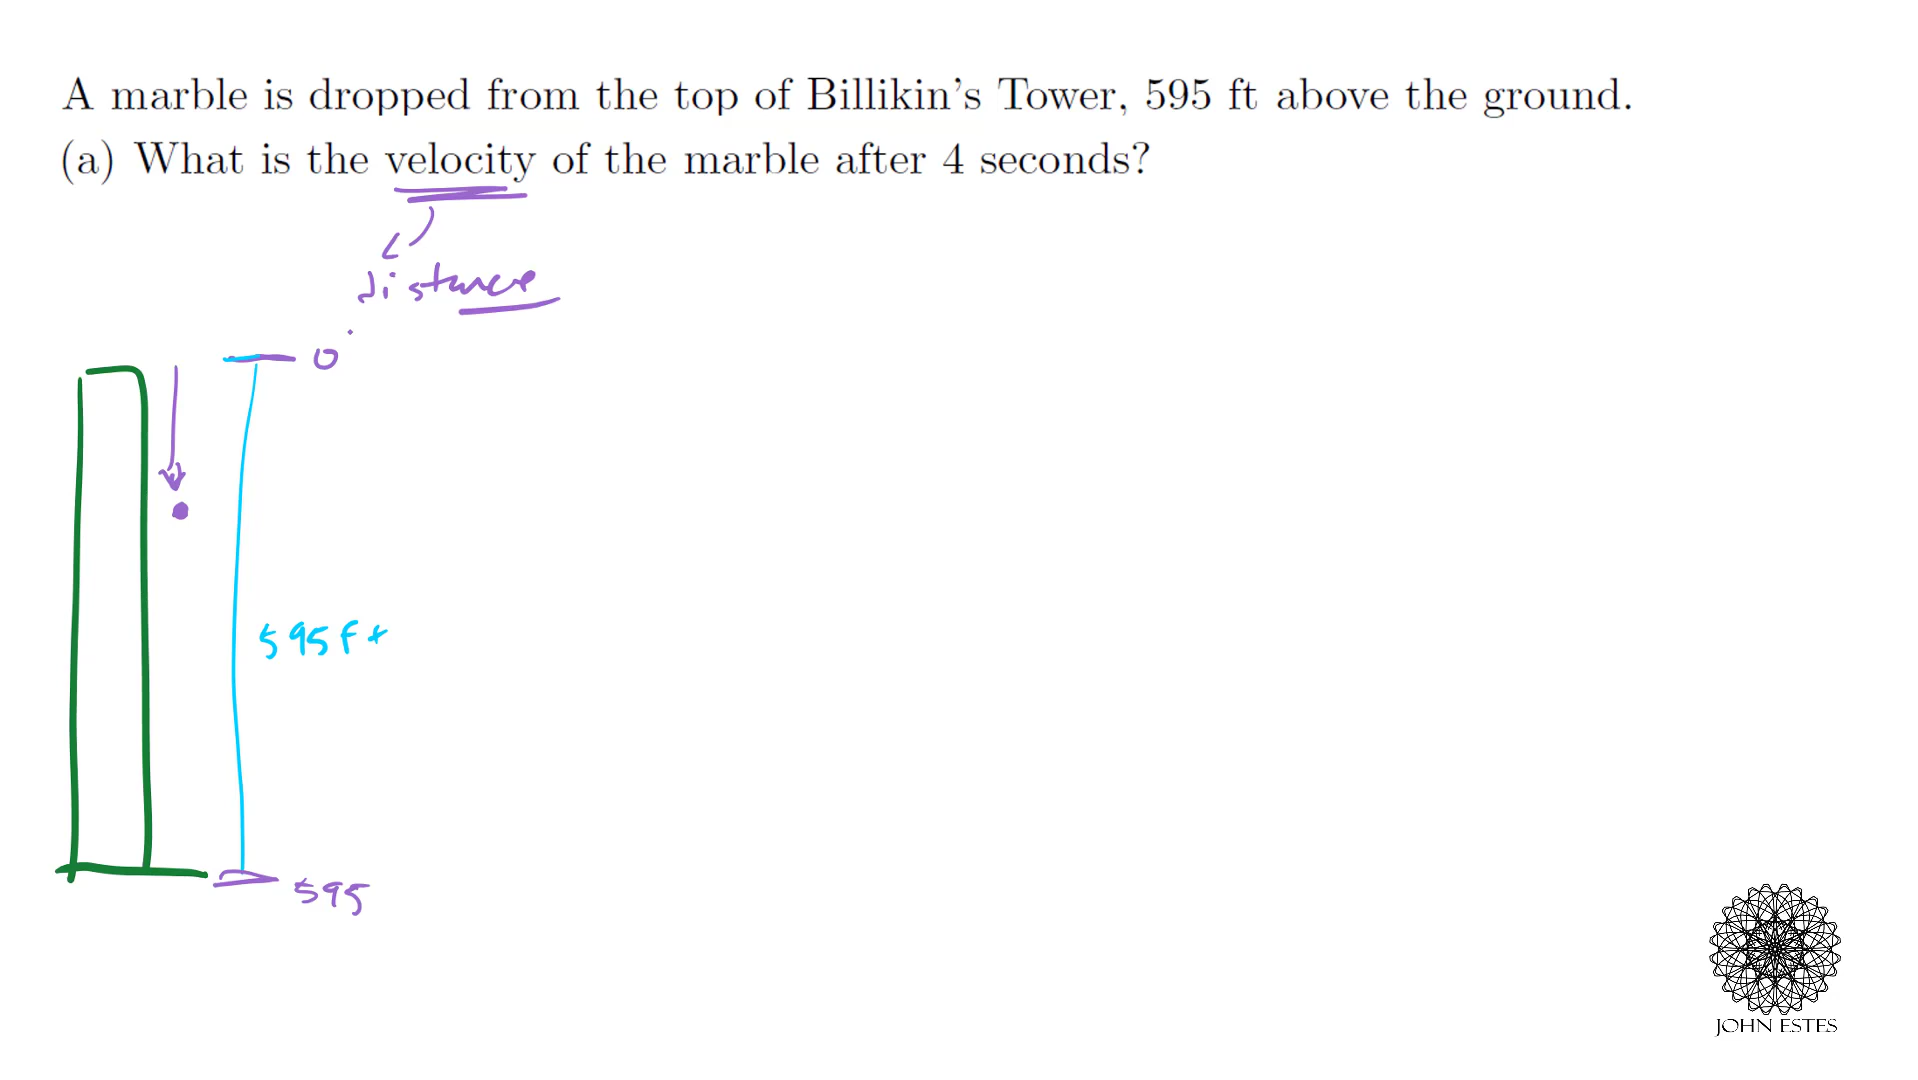 A marble is dropped from the top of Billikin's Tower, 595 ft above the ground.
(a) What is the velocity of the marble after 4 seconds?
distance
0
595 ft
595
JOHN ESTES